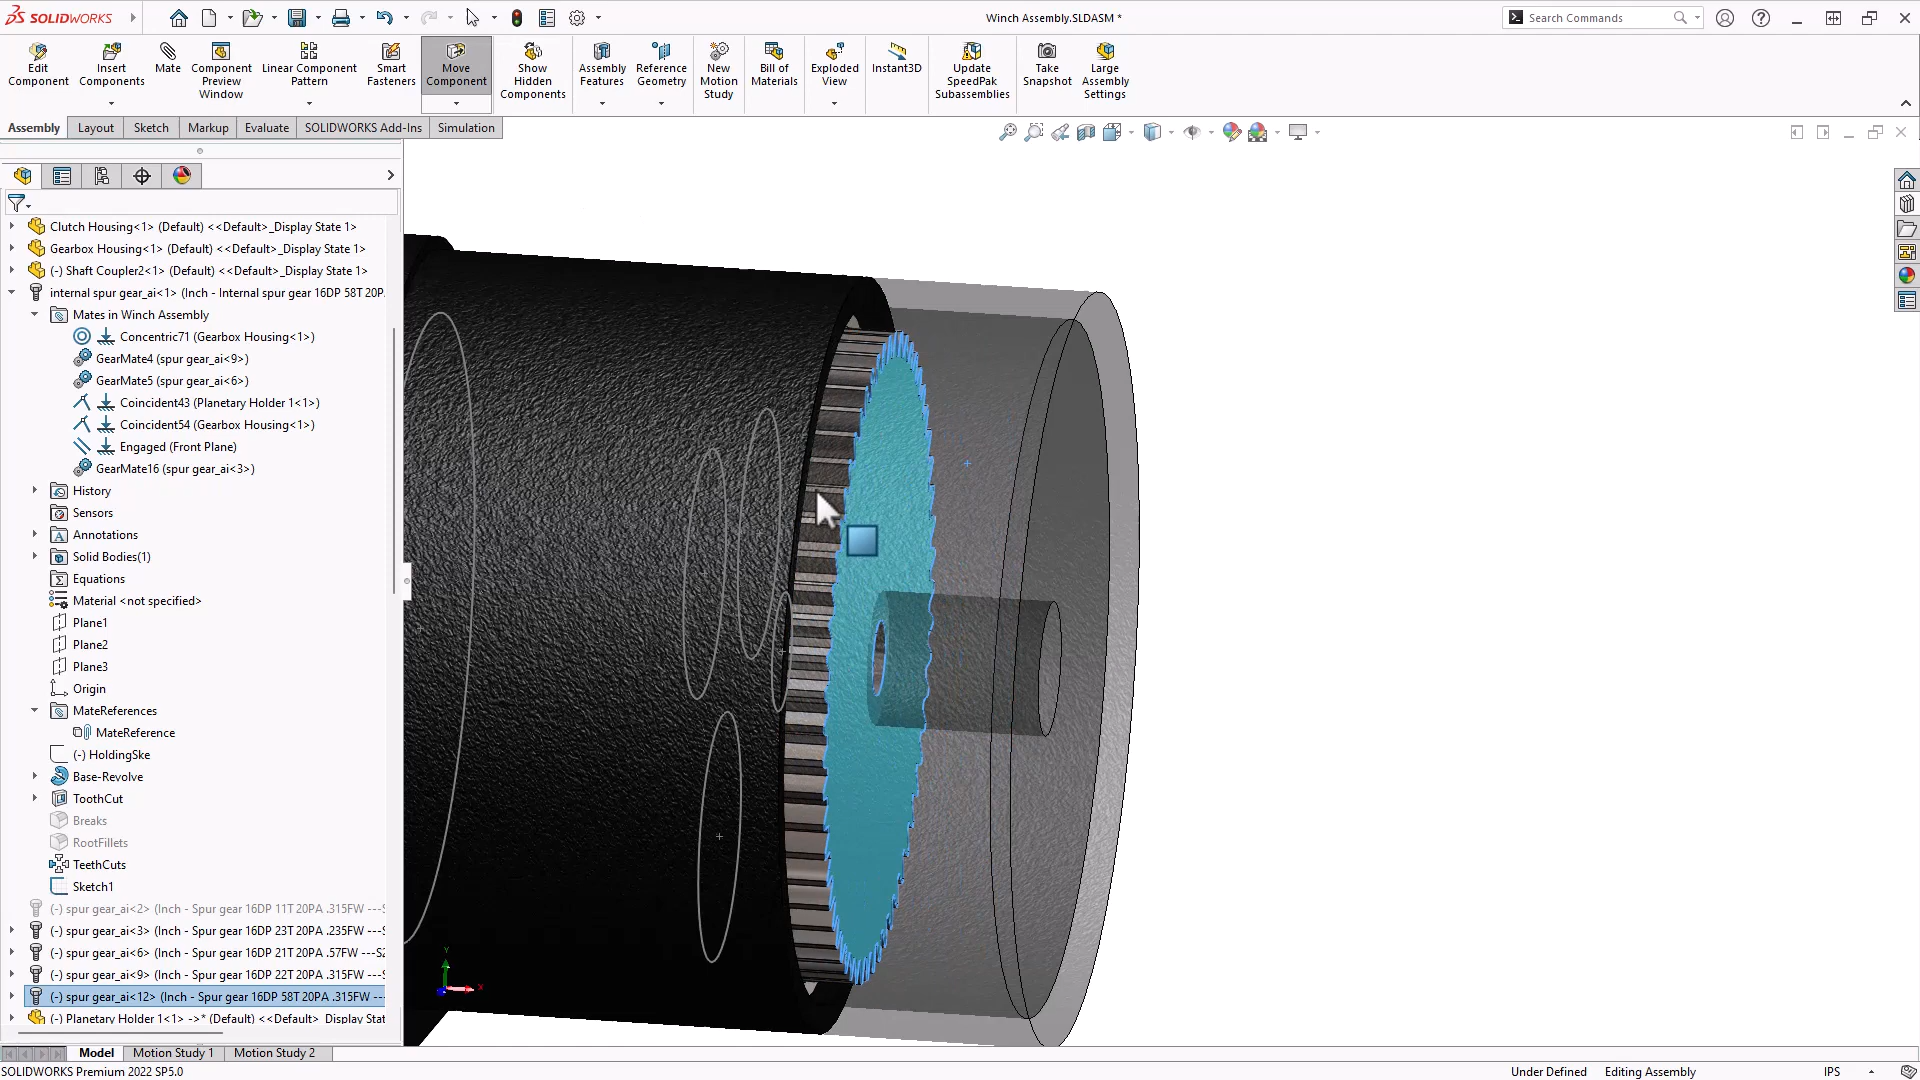 SOLIDWORKS
Winch Assembly.SLDASM *
Search Commands
Edit Component
Insert Components
Mate
Component Preview Window
Linear Component Pattern
Smart Fasteners
Move Component
Show Hidden Components
Assembly Features
Reference Geometry
New Motion Study
Bill of Materials
Exploded View
Instant3D
Update SpeedPak Subassemblies
Take Snapshot
Large Assembly Settings
Assembly
Layout
Sketch
Markup
Evaluate
SOLIDWORKS Add-Ins
Simulation
Clutch Housing<1> (Default) <<Default>_Display State 1>
Gearbox Housing<1> (Default) <<Default>_Display State 1>
(-) Shaft Coupler2<1> (Default) <<Default>_Display State 1>
internal spur gear_ai<1> (Inch - Internal spur gear 16DP 58T 20P
Mates in Winch Assembly
Concentric71 (Gearbox Housing<1>)
GearMate4 (spur gear_ai<9>)
GearMate5 (spur gear_ai<6>)
Coincident43 (Planetary Holder 1<1>)
Coincident54 (Gearbox Housing<1>)
Engaged (Front Plane)
GearMate16 (spur gear_ai<3>)
History
Sensors
Annotations
Solid Bodies(1)
Equations
Material <not specified>
Plane1
Plane2
Plane3
Origin
MateReferences
MateReference
(-) HoldingSke
Base-Revolve
ToothCut
Breaks
RootFillets
TeethCuts
Sketch1
(-) spur gear_ai<2> (Inch - Spur gear 16DP 11T 20PA .315FW ---S
(-) spur gear_ai<3> (Inch - Spur gear 16DP 23T 20PA .235FW ---S
(-) spur gear_ai<6> (Inch - Spur gear 16DP 21T 20PA .57FW ---S2
(-) spur gear_ai<9> (Inch - Spur gear 16DP 22T 20PA .315FW ---S
(-) spur gear_ai<12> (Inch - Spur gear 16DP 58T 20PA .315FW ---
(-) Planetary Holder 1<1> ->* (Default) <<Default>_Display Stat
Y
X
Model
Motion Study 1
Motion Study 2
SOLIDWORKS Premium 2022 SP5.0
Under Defined
Editing Assembly
IPS